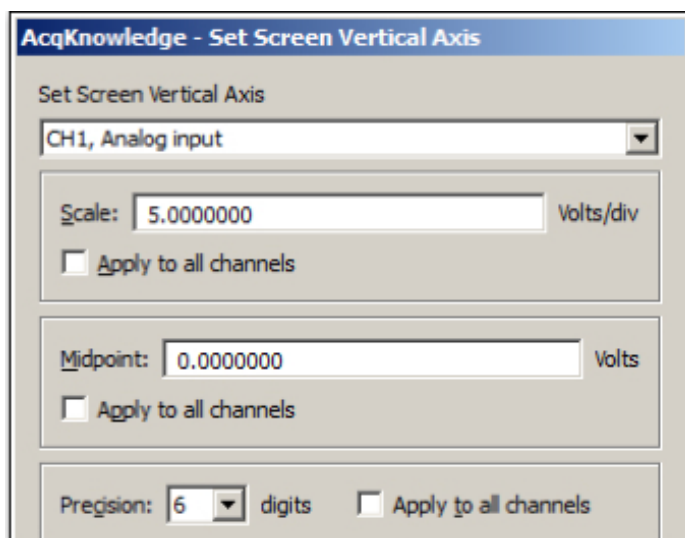 AcqKnowledge - Set Screen Vertical Axis
Set Screen Vertical Axis
CH1, Analog input
Scale: 5.0000000 Volts/div
Apply to all channels
Midpoint: 0.0000000 Volts
Apply to all channels
Precision: 6 digits Apply to all channels